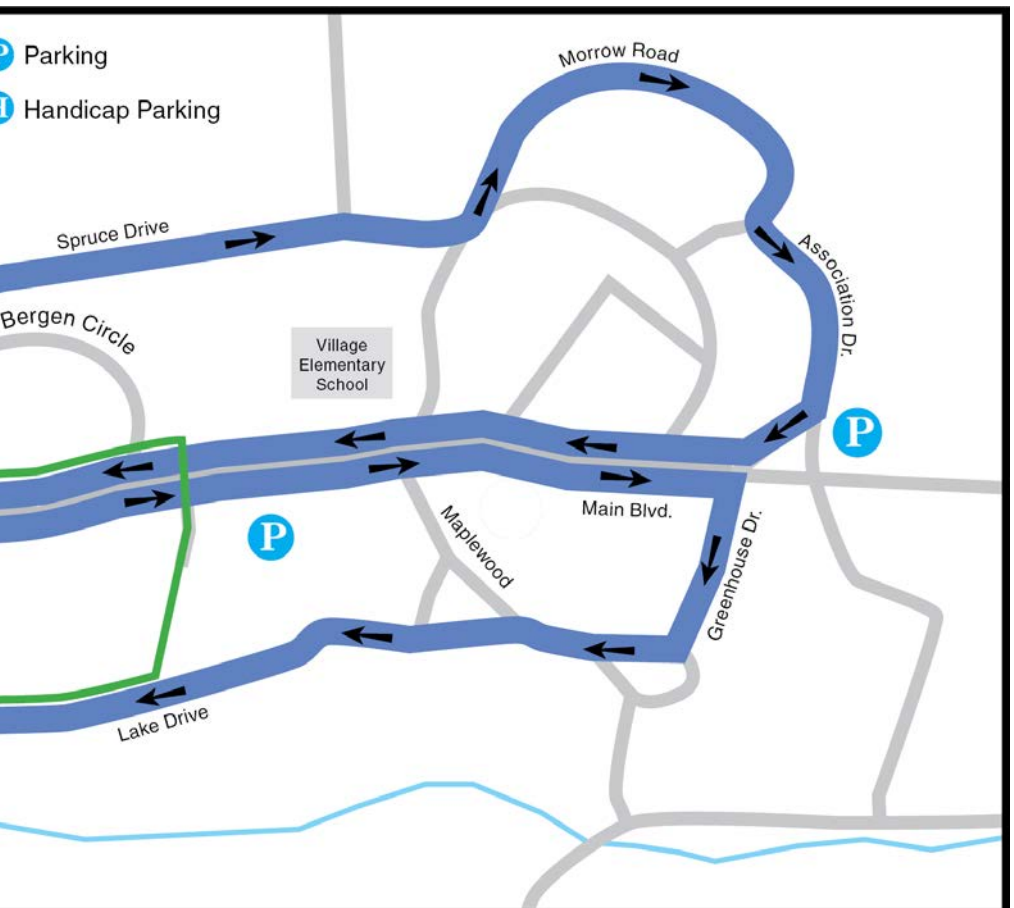 P Parking
H Handicap Parking
Morrow Road
Spruce Drive
Association Dr.
Bergen Circle
Village
Elementary
School
P
P
Main Blvd.
Maplewood
Greenhouse Dr.
Lake Drive